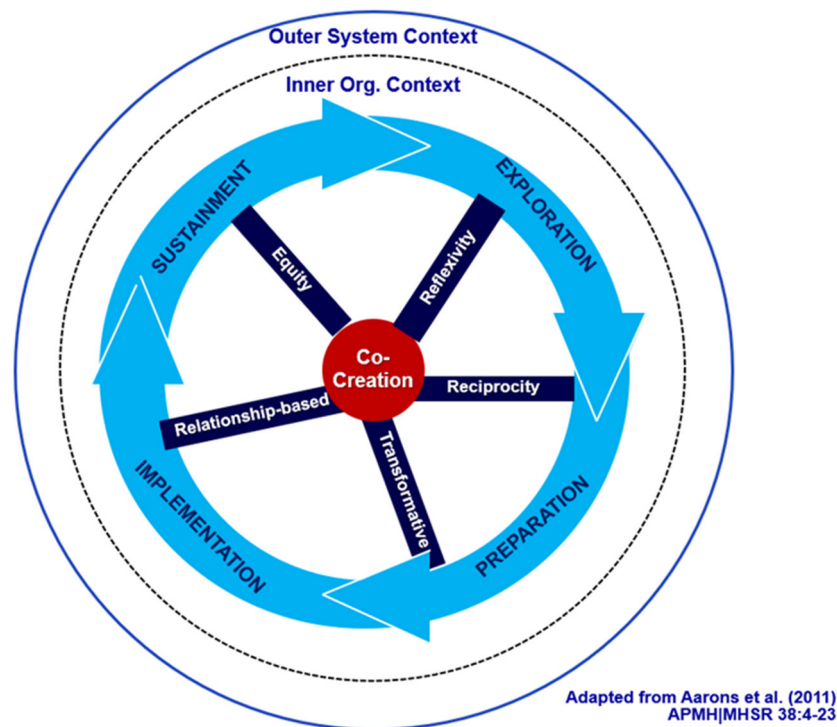 Outer System Context
Inner Org. Context
EXPLORATION
SUSTAINMENT
Equity
Reflexivity
Co-
Creation
Reciprocity
Relationship-based
Transformative
PREPARATION
IMPLEMENTATION
Adapted from Aarons et al. (2011)
APMH|MHSR 38:4-23